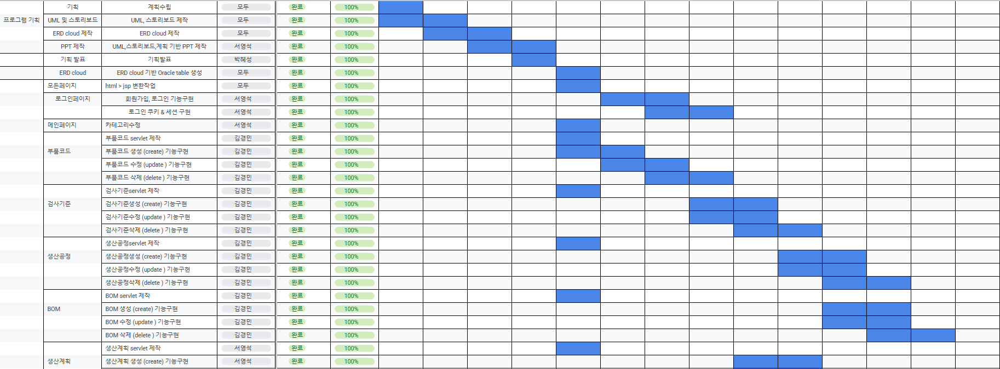 기획 계획수립 모두 완료 100%
프로그램 기획 UML 및 스토리보드 UML, 스토리보드 제작 모두 완료 100%
ERD cloud 제작 ERD cloud 제작 모두 완료 100%
PPT 제작 UML,스토리보드,계획 기반 PPT 제작 서영석 완료 100%
기획 발표 기획발표 박혜성 완료 100%
ERD cloud ERD cloud 기반 Oracle table 생성 모두 완료 100%
모든페이지 html > jsp 변환작업 모두 완료 100%
로그인페이지 회원가입, 로그인 기능구현 서영석 완료 100%
로그인 쿠키 & 세션 구현 서영석 완료 100%
메인페이지 카테고리수정 서영석 완료 100%
부품코드 servlet 제작 김경민 완료 100%
부품코드 부품코드 생성 (create) 기능구현 김경민 완료 100%
부품코드 수정 (update ) 기능구현 김경민 완료 100%
부품코드 삭제 (delete ) 기능구현 김경민 완료 100%
검사기준servlet 제작 김경민 완료 100%
검사기준 검사기준생성 (create) 기능구현 김경민 완료 100%
검사기준수정 (update ) 기능구현 김경민 완료 100%
검사기준삭제 (delete ) 기능구현 김경민 완료 100%
생산공정servlet 제작 김경민 완료 100%
생산공정 생산공정생성 (create) 기능구현 김경민 완료 100%
생산공정수정 (update ) 기능구현 김경민 완료 100%
생산공정삭제 (delete ) 기능구현 김경민 완료 100%
BOM servlet 제작 김경민 완료 100%
BOM BOM 생성 (create) 기능구현 김경민 완료 100%
BOM 수정 (update ) 기능구현 김경민 완료 100%
BOM 삭제 (delete ) 기능구현 김경민 완료 100%
생산계획 servlet 제작 서영석 완료 100%
생산계획 생산계획 생성 (create) 기능구현 서영석 완료 100%